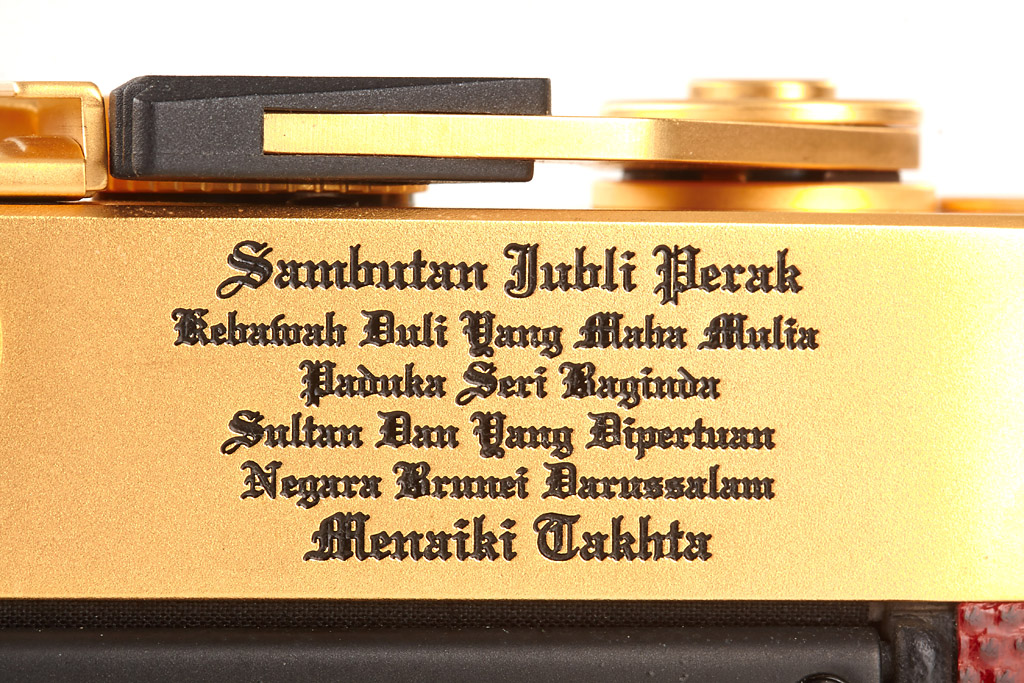 Sambutan Jubli Perak
Kebawah Duli Yang Maha Mulia
Paduka Seri Baginda
Sultan Dan Yang Dipertuan
Negara Brunei Darussalam
Menaiki Takhta